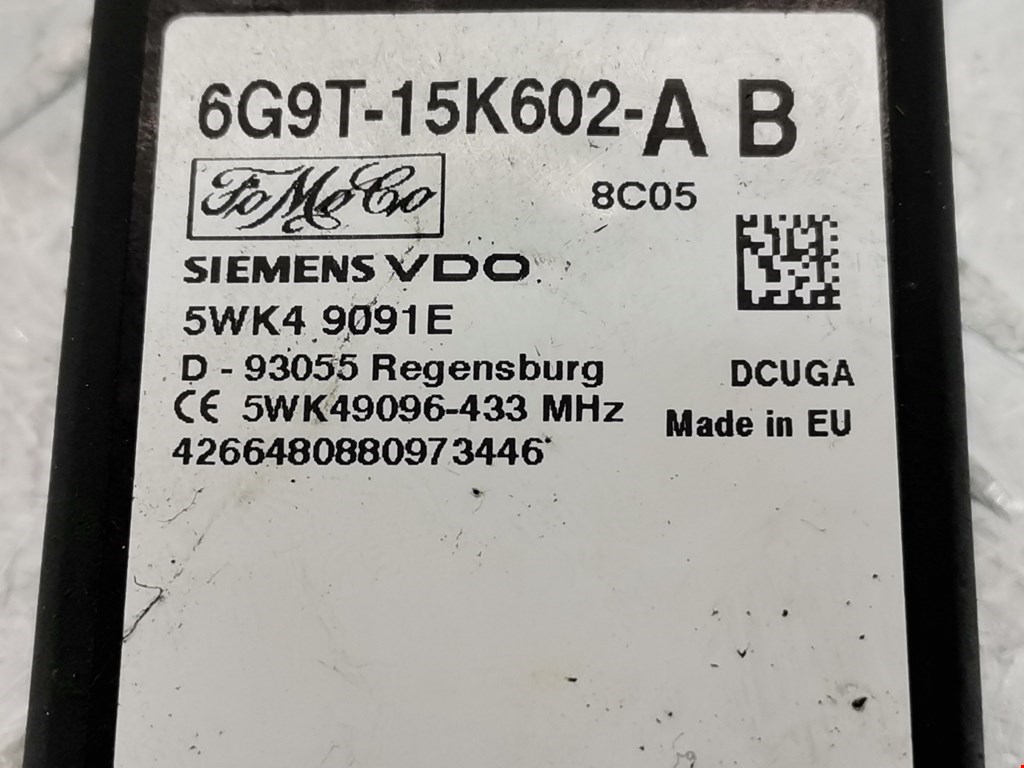 6G9T-15K602-A B
FoMoCo
8C05
SIEMENS VDO
5WK4 9091E
D - 93055 Regensburg
DCUGA
CE 5WK49096-433 MHz
Made in EU
4266480880973446